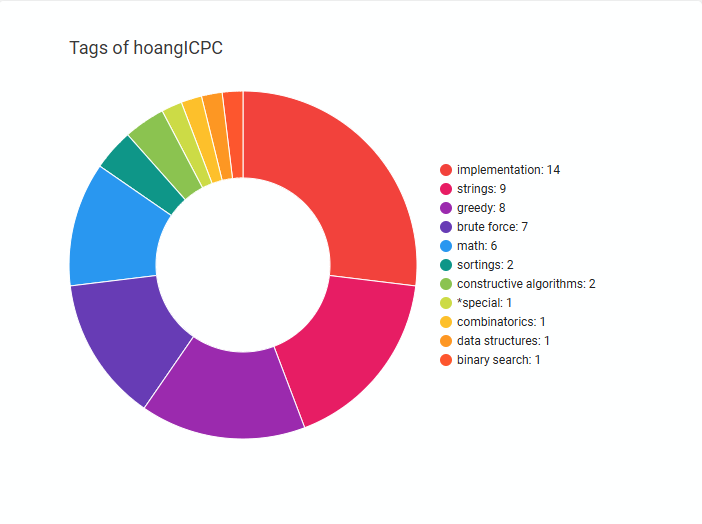 Tags of hoangICPC
implementation: 14
strings: 9
greedy: 8
brute force: 7
math: 6
sortings: 2
constructive algorithms: 2
*special: 1
combinatorics: 1
data structures: 1
binary search: 1